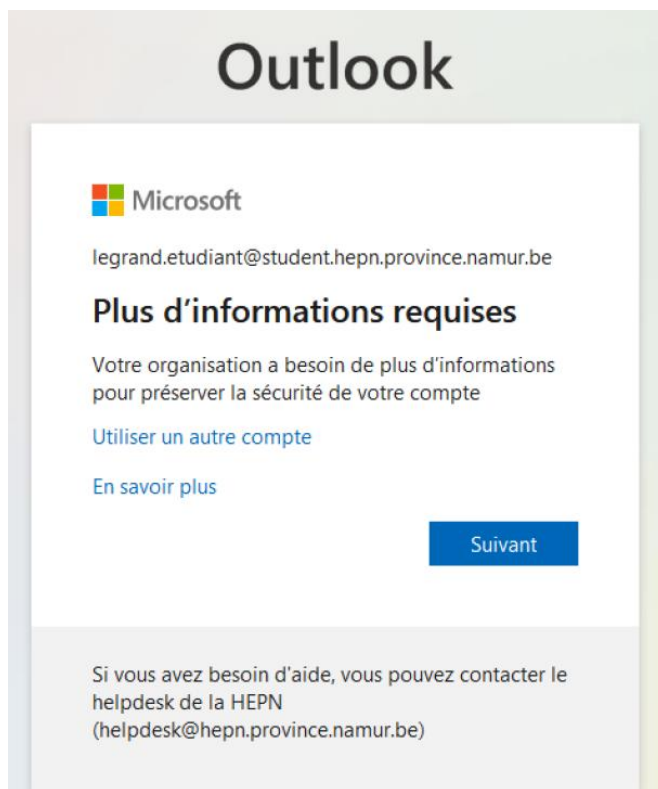 Outlook
Microsoft
legrand.etudiant@student.hepn.province.namur.be
Plus d’informations requises
Votre organisation a besoin de plus d’informations
pour préserver la sécurité de votre compte
Utiliser un autre compte
En savoir plus
Suivant
Si vous avez besoin d'aide, vous pouvez contacter le
helpdesk de la HEPN
(helpdesk@hepn.province.namur.be)